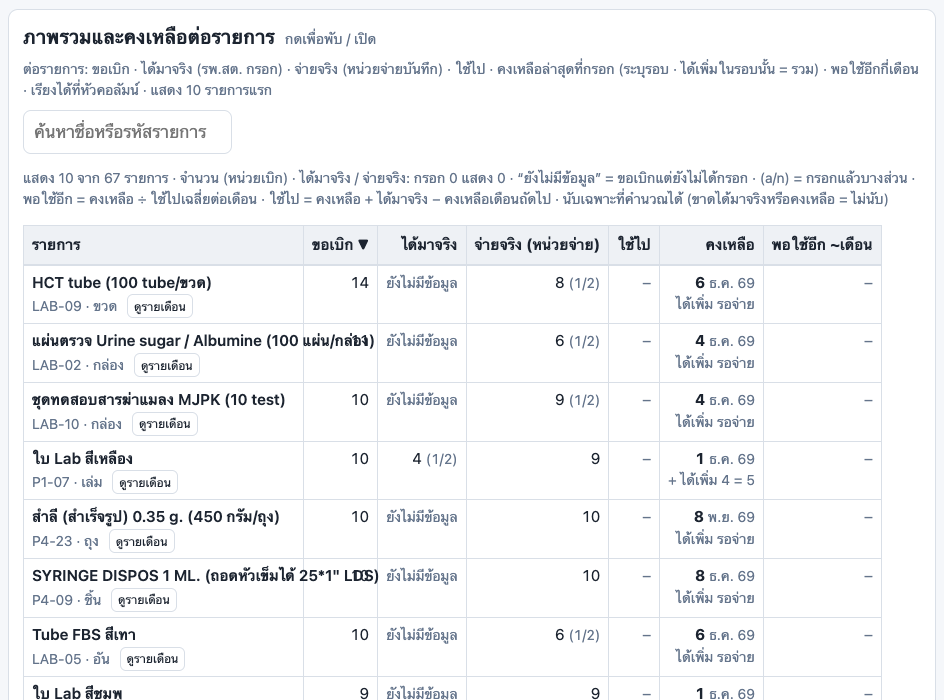 ภาพรวมและคงเหลือต่อรายการ กดเพื่อพับ / เปิด
ต่อรายการ: ขอเบิก · ได้มาจริง (รพ.สต. กรอก) · จ่ายจริง (หน่วยจ่ายบันทึก) · ใช้ไป · คงเหลือล่าสุดที่กรอก (ระบุรอบ · ได้เพิ่มในรอบนั้น = รวม) · พอใช้อีกกี่เดือน
· เรียงได้ที่หัวคอลัมน์ · แสดง 10 รายการแรก
ค้นหาชื่อหรือรหัสรายการ
แสดง 10 จาก 67 รายการ · จำนวน (หน่วยเบิก) · ได้มาจริง / จ่ายจริง: กรอก 0 แสดง 0 · “ยังไม่มีข้อมูล” = ขอเบิกแต่ยังไม่ได้กรอก · (a/n) = กรอกแล้วบางส่วน ·
พอใช้อีก = คงเหลือ ÷ ใช้ไปเฉลี่ยต่อเดือน · ใช้ไป = คงเหลือ + ได้มาจริง − คงเหลือเดือนถัดไป · นับเฉพาะที่คำนวณได้ (ขาดได้มาจริงหรือคงเหลือ = ไม่นับ)
รายการ ขอเบิก ▼ ได้มาจริง จ่ายจริง (หน่วยจ่าย) ใช้ไป คงเหลือ พอใช้อีก ~เดือน
HCT tube (100 tube/ขวด) 14 ยังไม่มีข้อมูล 8 (1/2) – 6 ธ.ค. 69 –
LAB-09 · ขวด ดูรายเดือน ได้เพิ่ม รอจ่าย
แผ่นตรวจ Urine sugar / Albumine (100 แผ่น/กล่อง) ยังไม่มีข้อมูล 6 (1/2) – 4 ธ.ค. 69 –
LAB-02 · กล่อง ดูรายเดือน ได้เพิ่ม รอจ่าย
ชุดทดสอบสารฆ่าแมลง MJPK (10 test) 10 ยังไม่มีข้อมูล 9 (1/2) – 4 ธ.ค. 69 –
LAB-10 · กล่อง ดูรายเดือน ได้เพิ่ม รอจ่าย
ใบ Lab สีเหลือง 10 4 (1/2) 9 – 1 ธ.ค. 69 –
P1-07 · เล่ม ดูรายเดือน + ได้เพิ่ม 4 = 5
สำลี (สำเร็จรูป) 0.35 g. (450 กรัม/ถุง) 10 ยังไม่มีข้อมูล 10 – 8 พ.ย. 69 –
P4-23 · ถุง ดูรายเดือน ได้เพิ่ม รอจ่าย
SYRINGE DISPOS 1 ML. (ถอดหัวเข็มได้ 25*1" ยังไม่มีข้อมูล 10 – 8 ธ.ค. 69 –
P4-09 · ชิ้น ดูรายเดือน ได้เพิ่ม รอจ่าย
Tube FBS สีเทา 10 ยังไม่มีข้อมูล 6 (1/2) – 6 ธ.ค. 69 –
LAB-05 · อัน ดูรายเดือน ได้เพิ่ม รอจ่าย
ใบ Lab สีชมพู 9 ยังไม่มีข้อมูล 9 – 1 ธ.ค. 69 –